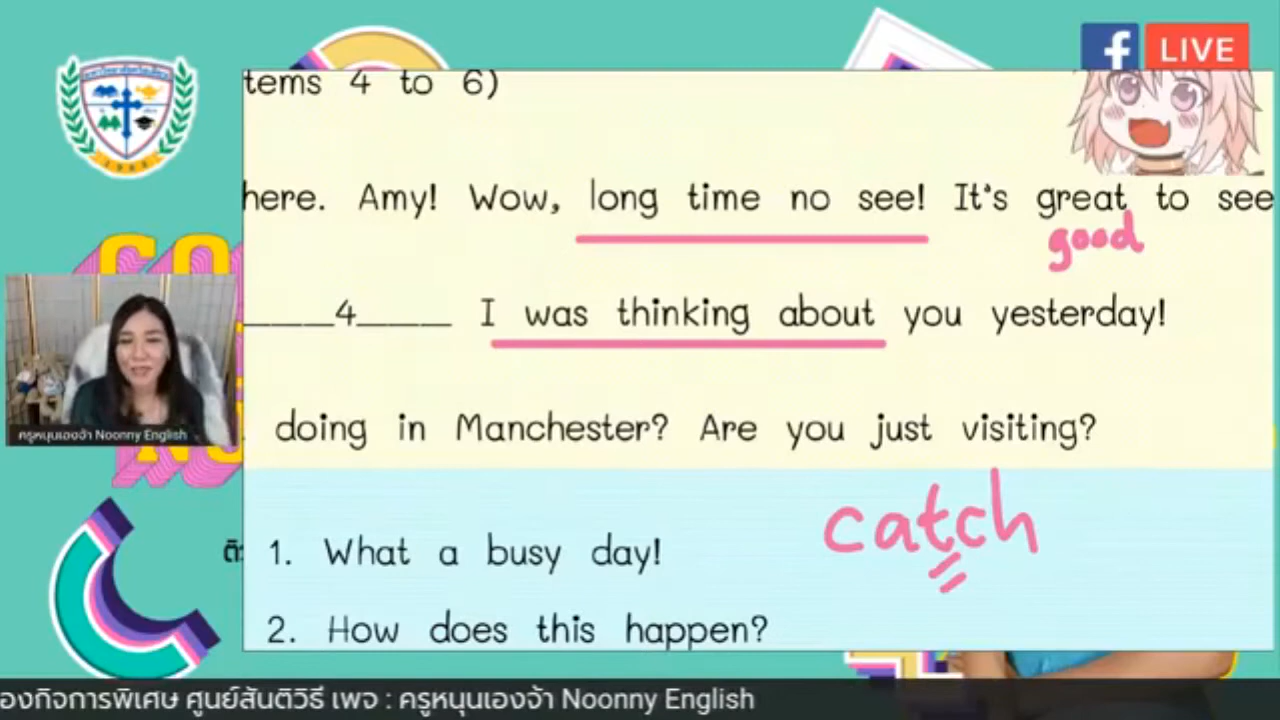 LIVE
tems 4 to 6)
here. Amy! Wow, long time no see! It's great to see
good
____4____ I was thinking about you yesterday!
doing in Manchester? Are you just visiting?
catch
1. What a busy day!
2. How does this happen?
ครูหนุนเองจ้า Noonny English
องกิจการพิเศษ ศูนย์สันติวิธี เพจ : ครูหนุนเองจ้า Noonny English